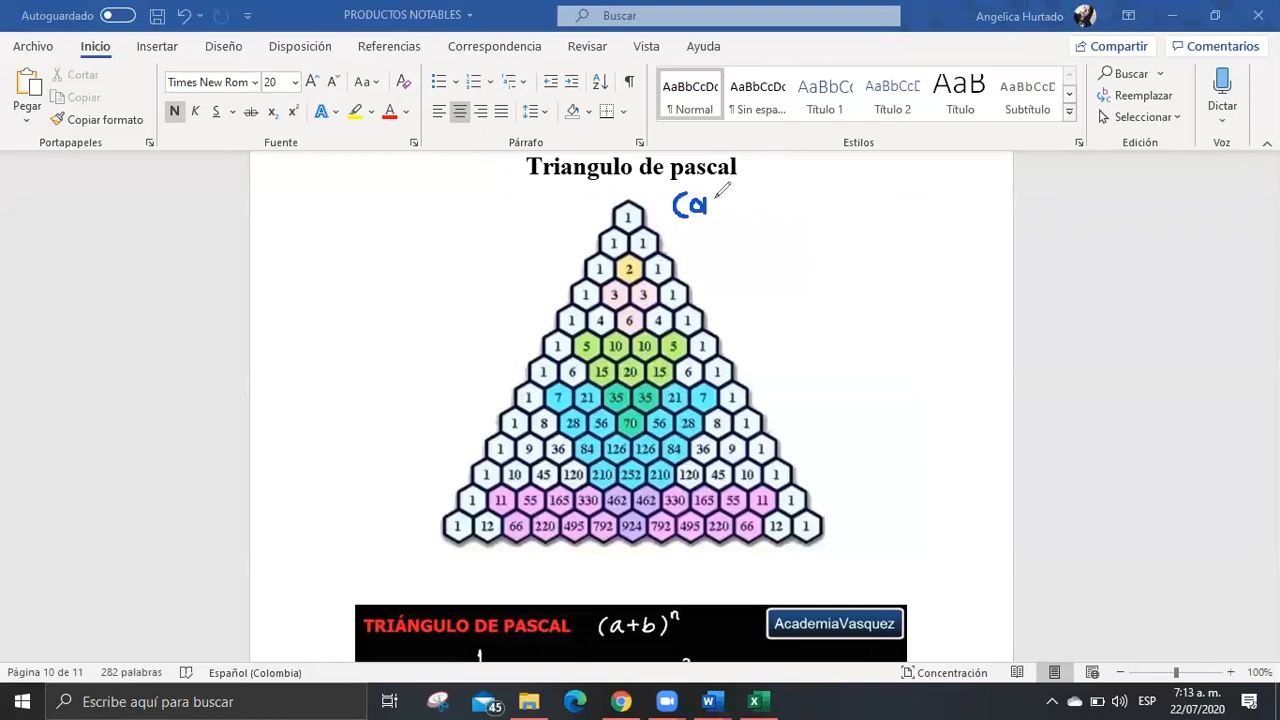 Autoguardado
PRODUCTOS NOTABLES
Buscar
Angelica Hurtado
Archivo Inicio Insertar Diseño Disposición Referencias Correspondencia Revisar Vista Ayuda
Compartir Comentarios
Pegar
Cortar
Copiar
Copiar formato
Portapapeles
Times New Rom 20
N K S ab x₂ x²
Fuente
Párrafo
AaBbCcDc ¶ Normal
AaBbCcDc ¶ Sin espa...
AaBbC( Título 1
AaBbCcD Título 2
AaB Título
AaBbCcD Subtítulo
Estilos
Buscar
Reemplazar
Seleccionar
Edición
Dictar
Voz
Triangulo de pascal
(a
1
1 1
1 2 1
1 3 3 1
1 4 6 4 1
1 5 10 10 5 1
1 6 15 20 15 6 1
1 7 21 35 35 21 7 1
1 8 28 56 70 56 28 8 1
1 9 36 84 126 126 84 36 9 1
1 10 45 120 210 252 210 120 45 10 1
1 11 55 165 330 462 462 330 165 55 11 1
1 12 66 220 495 792 924 792 495 220 66 12 1
TRIÁNGULO DE PASCAL (a+b)ⁿ AcademiaVasquez
Página 10 de 11 282 palabras Español (Colombia) Concentración 100%
Escribe aquí para buscar
45
ESP
7:13 a. m.
22/07/2020